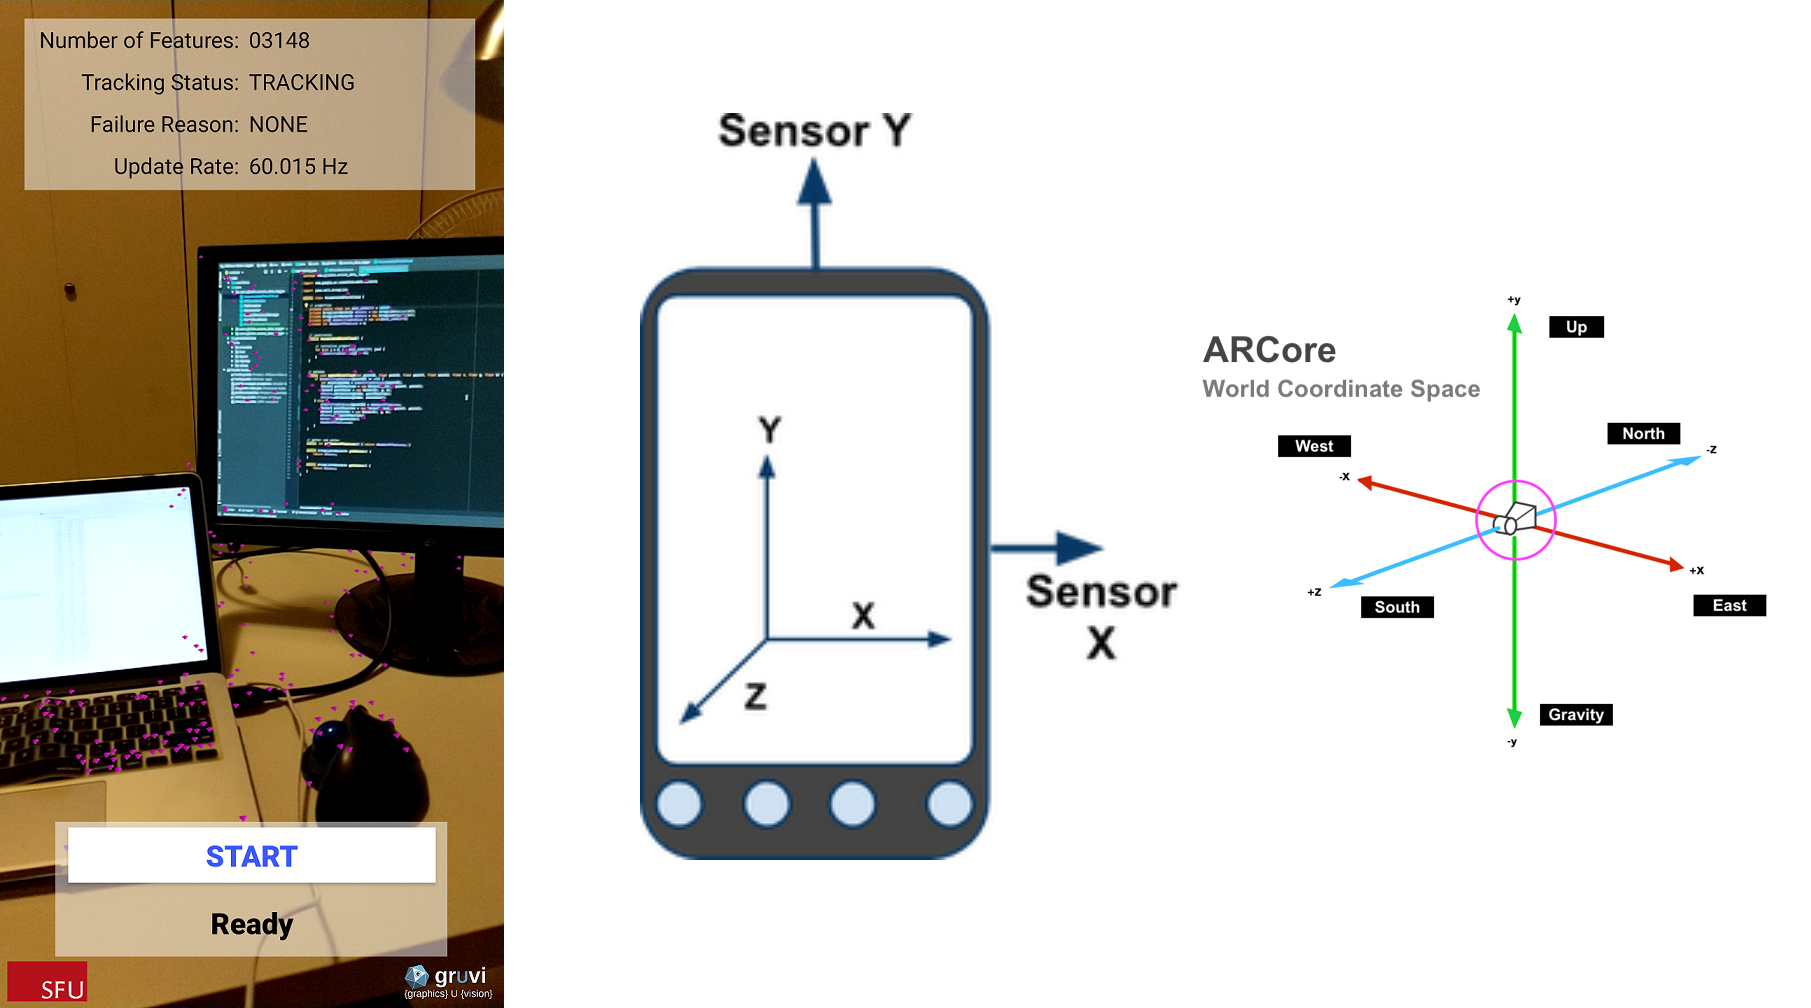 Number of Features: 03148
Tracking Status: TRACKING
Failure Reason: NONE
Update Rate: 60.015 Hz
START
Ready
SFU
gruvi
{graphics} U {vision}
Sensor Y
Y
X
Z
Sensor
X
ARCore
World Coordinate Space
+y
Up
North
-z
West
-x
+x
East
+z
South
Gravity
-y